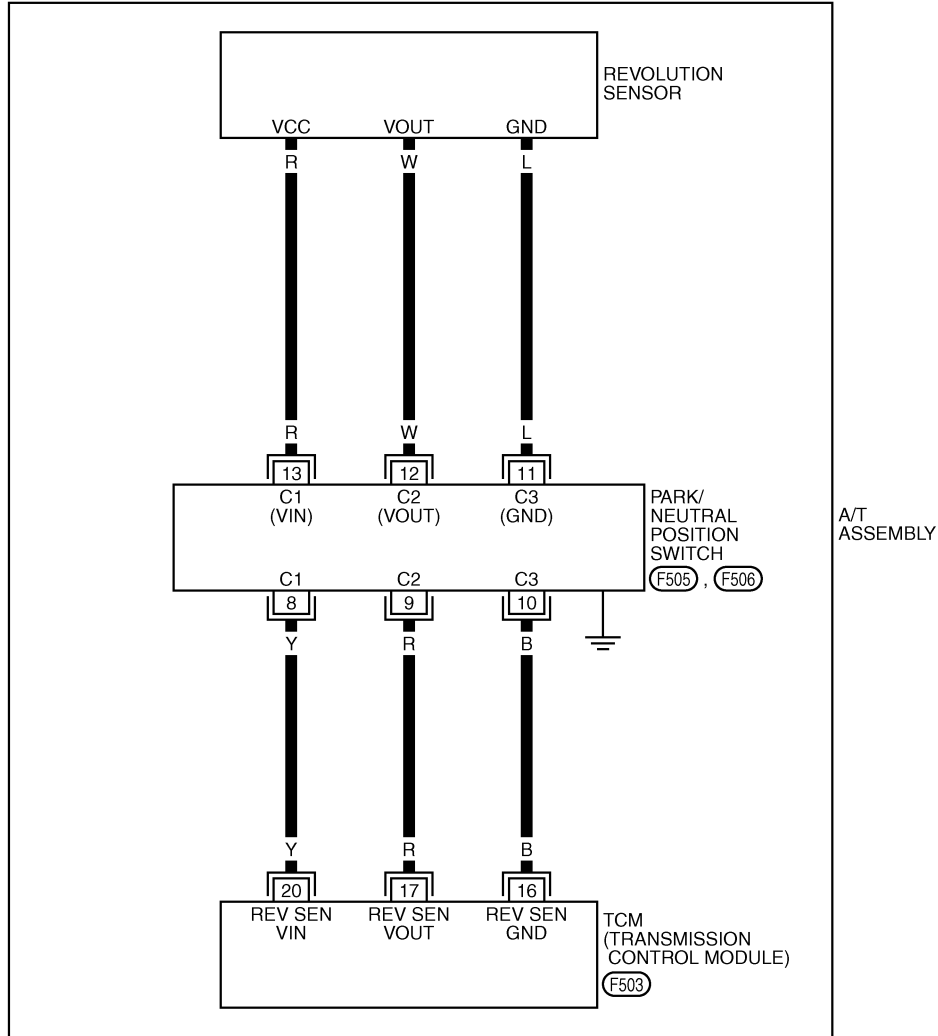 REVOLUTION
SENSOR
VCC VOUT GND
R W L
R W L
13 12 11
C1 C2 C3
(VIN) (VOUT) (GND)
PARK/
NEUTRAL
POSITION
SWITCH
F505 , F506
A/T
ASSEMBLY
C1 C2 C3
8 9 10
Y R B
Y R B
20 17 16
REV SEN REV SEN REV SEN
VIN VOUT GND
TCM
(TRANSMISSION
CONTROL MODULE)
F503